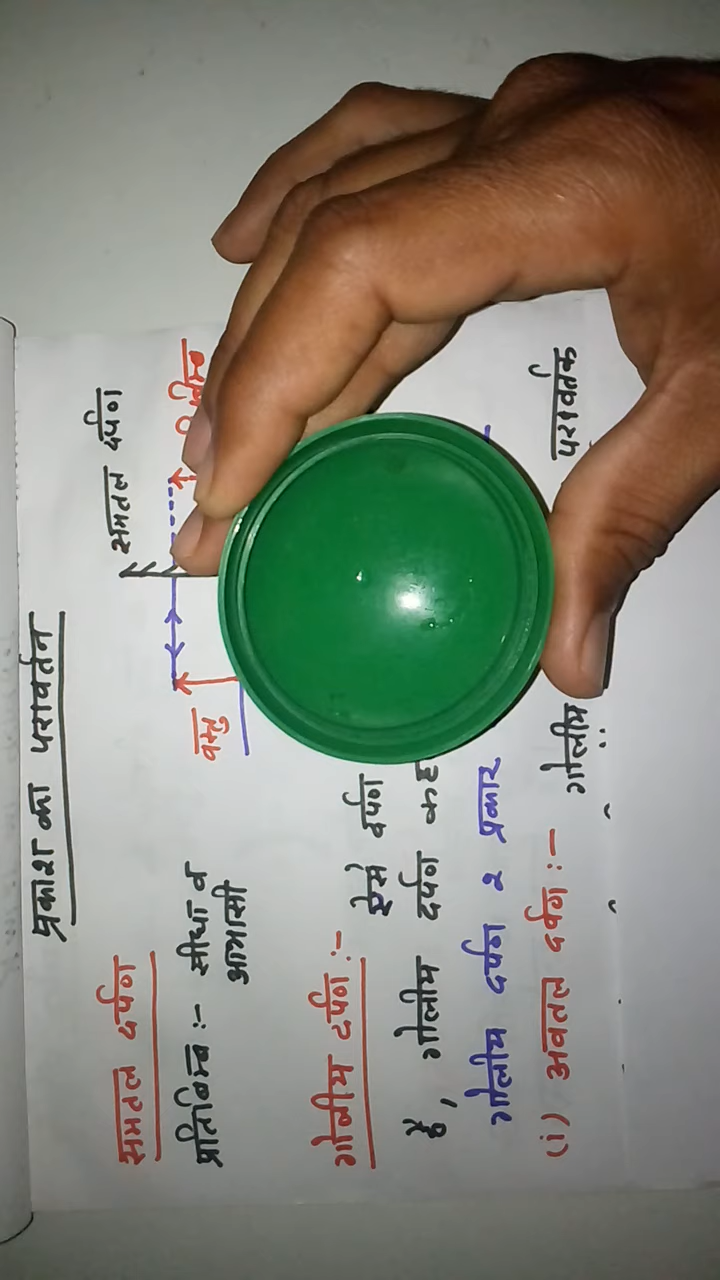 प्रकाश का परावर्तन
समतल दर्पण
समतल दर्पण
प्रतिबिम्ब :- सीधा व
आभासी
वस्तु
गोलीय दर्पण :- ऐसे दर्पण
परावर्तक
है, गोलीय दर्पण कह
गोलीय दर्पण 2 प्रकार
(i) अवतल दर्पण :- गोलीय